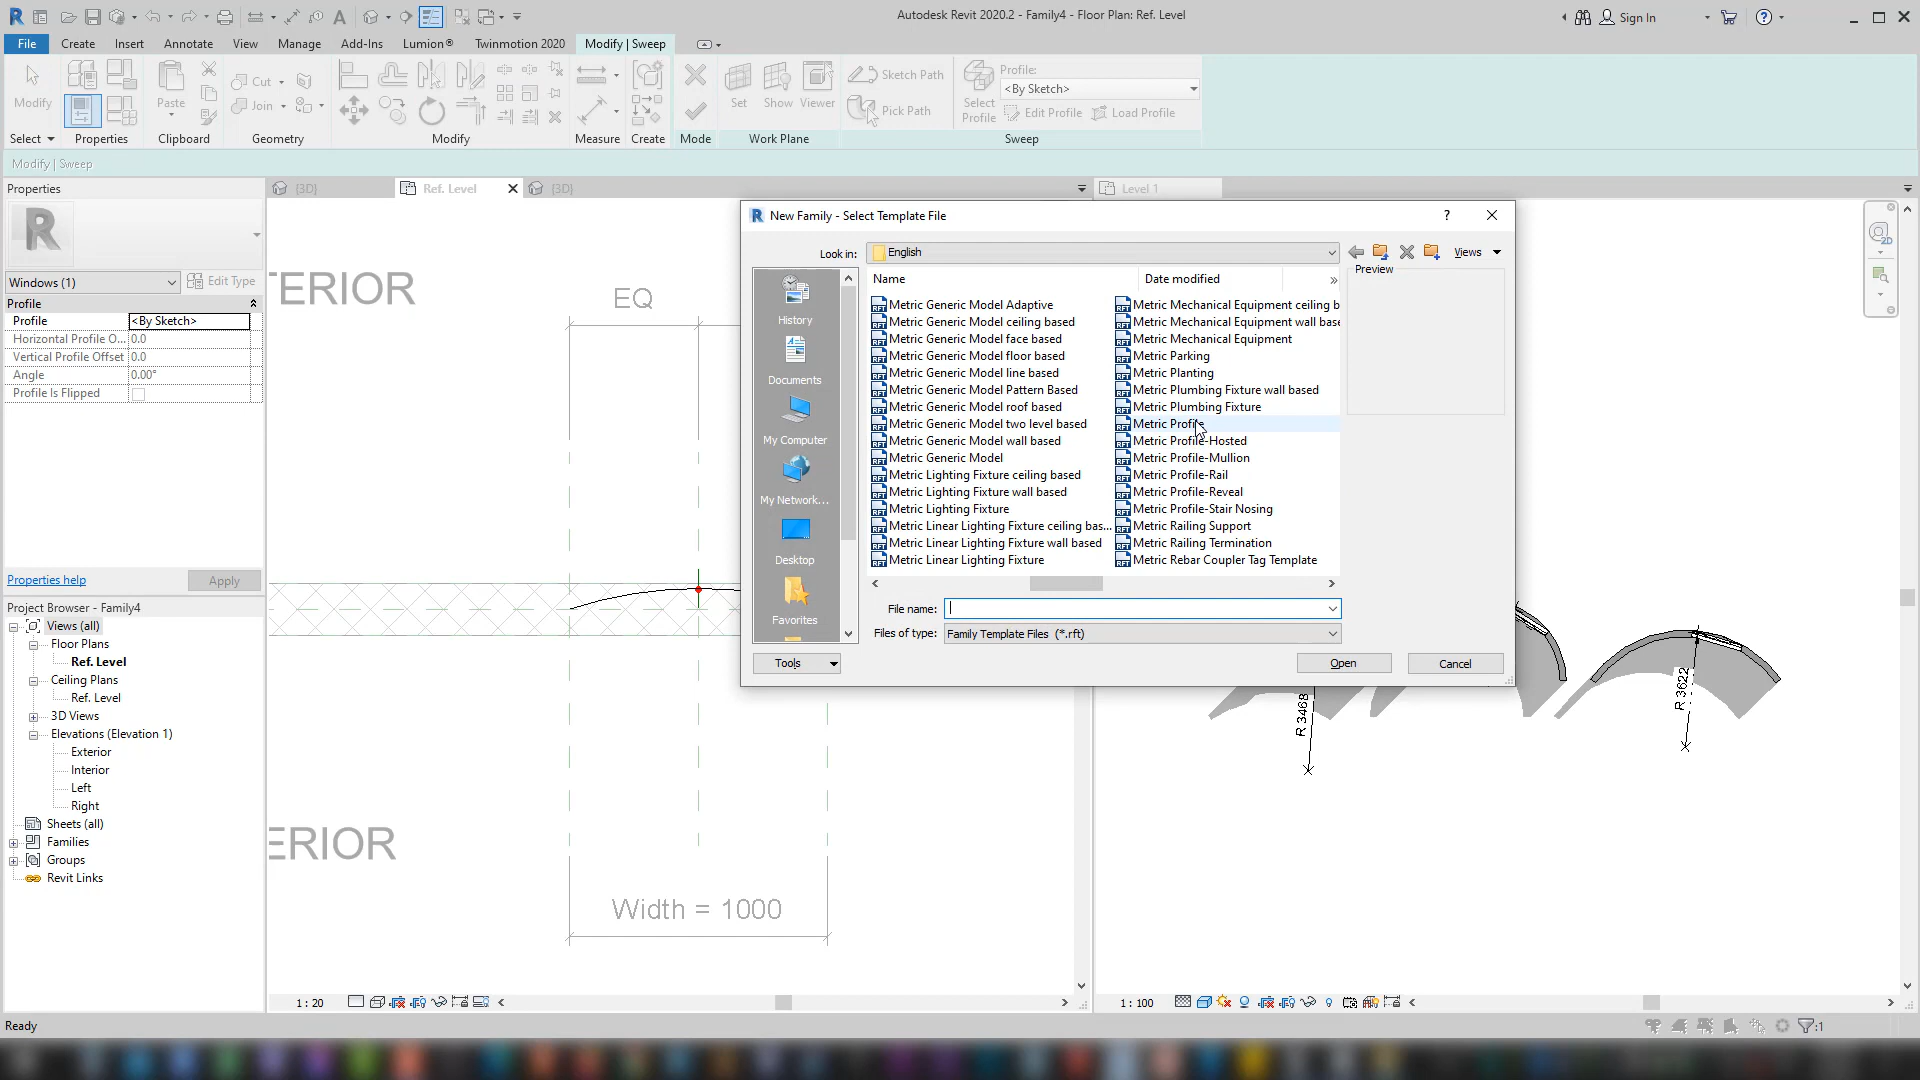 Autodesk Revit 2020.2 - Family4 - Floor Plan: Ref. Level
Sign In
File Create Insert Annotate View Manage Add-Ins Lumion® Twinmotion 2020 Modify | Sweep
Modify
Paste
Cut
Join
Set Show Viewer
Sketch Path
Pick Path
Select Profile
Profile:
<By Sketch>
Edit Profile Load Profile
Select Properties Clipboard Geometry Modify Measure Create Mode Work Plane Sweep
Modify | Sweep
Properties
{3D} Ref. Level {3D} Level 1
Windows (1) Edit Type
Profile
Profile <By Sketch>
Horizontal Profile O... 0.0
Vertical Profile Offset 0.0
Angle 0.00°
Profile Is Flipped
Properties help Apply
Project Browser - Family4
Views (all)
Floor Plans
Ref. Level
Ceiling Plans
Ref. Level
3D Views
Elevations (Elevation 1)
Exterior
Interior
Left
Right
Sheets (all)
Families
Groups
Revit Links
TERIOR
EQ
ERIOR
Width = 1000
New Family - Select Template File
Look in: English Views
Name Date modified
Preview
History
Documents
My Computer
My Network...
Desktop
Favorites
Metric Generic Model Adaptive
Metric Generic Model ceiling based
Metric Generic Model face based
Metric Generic Model floor based
Metric Generic Model line based
Metric Generic Model Pattern Based
Metric Generic Model roof based
Metric Generic Model two level based
Metric Generic Model wall based
Metric Generic Model
Metric Lighting Fixture ceiling based
Metric Lighting Fixture wall based
Metric Lighting Fixture
Metric Linear Lighting Fixture ceiling bas...
Metric Linear Lighting Fixture wall based
Metric Linear Lighting Fixture
Metric Mechanical Equipment ceiling b
Metric Mechanical Equipment wall base
Metric Mechanical Equipment
Metric Parking
Metric Planting
Metric Plumbing Fixture wall based
Metric Plumbing Fixture
Metric Profile
Metric Profile-Hosted
Metric Profile-Mullion
Metric Profile-Rail
Metric Profile-Reveal
Metric Profile-Stair Nosing
Metric Railing Support
Metric Railing Termination
Metric Rebar Coupler Tag Template
File name:
Files of type: Family Template Files (*.rft)
Tools Open Cancel
R 3468
R 3622
1 : 20
1 : 100
Ready
:1